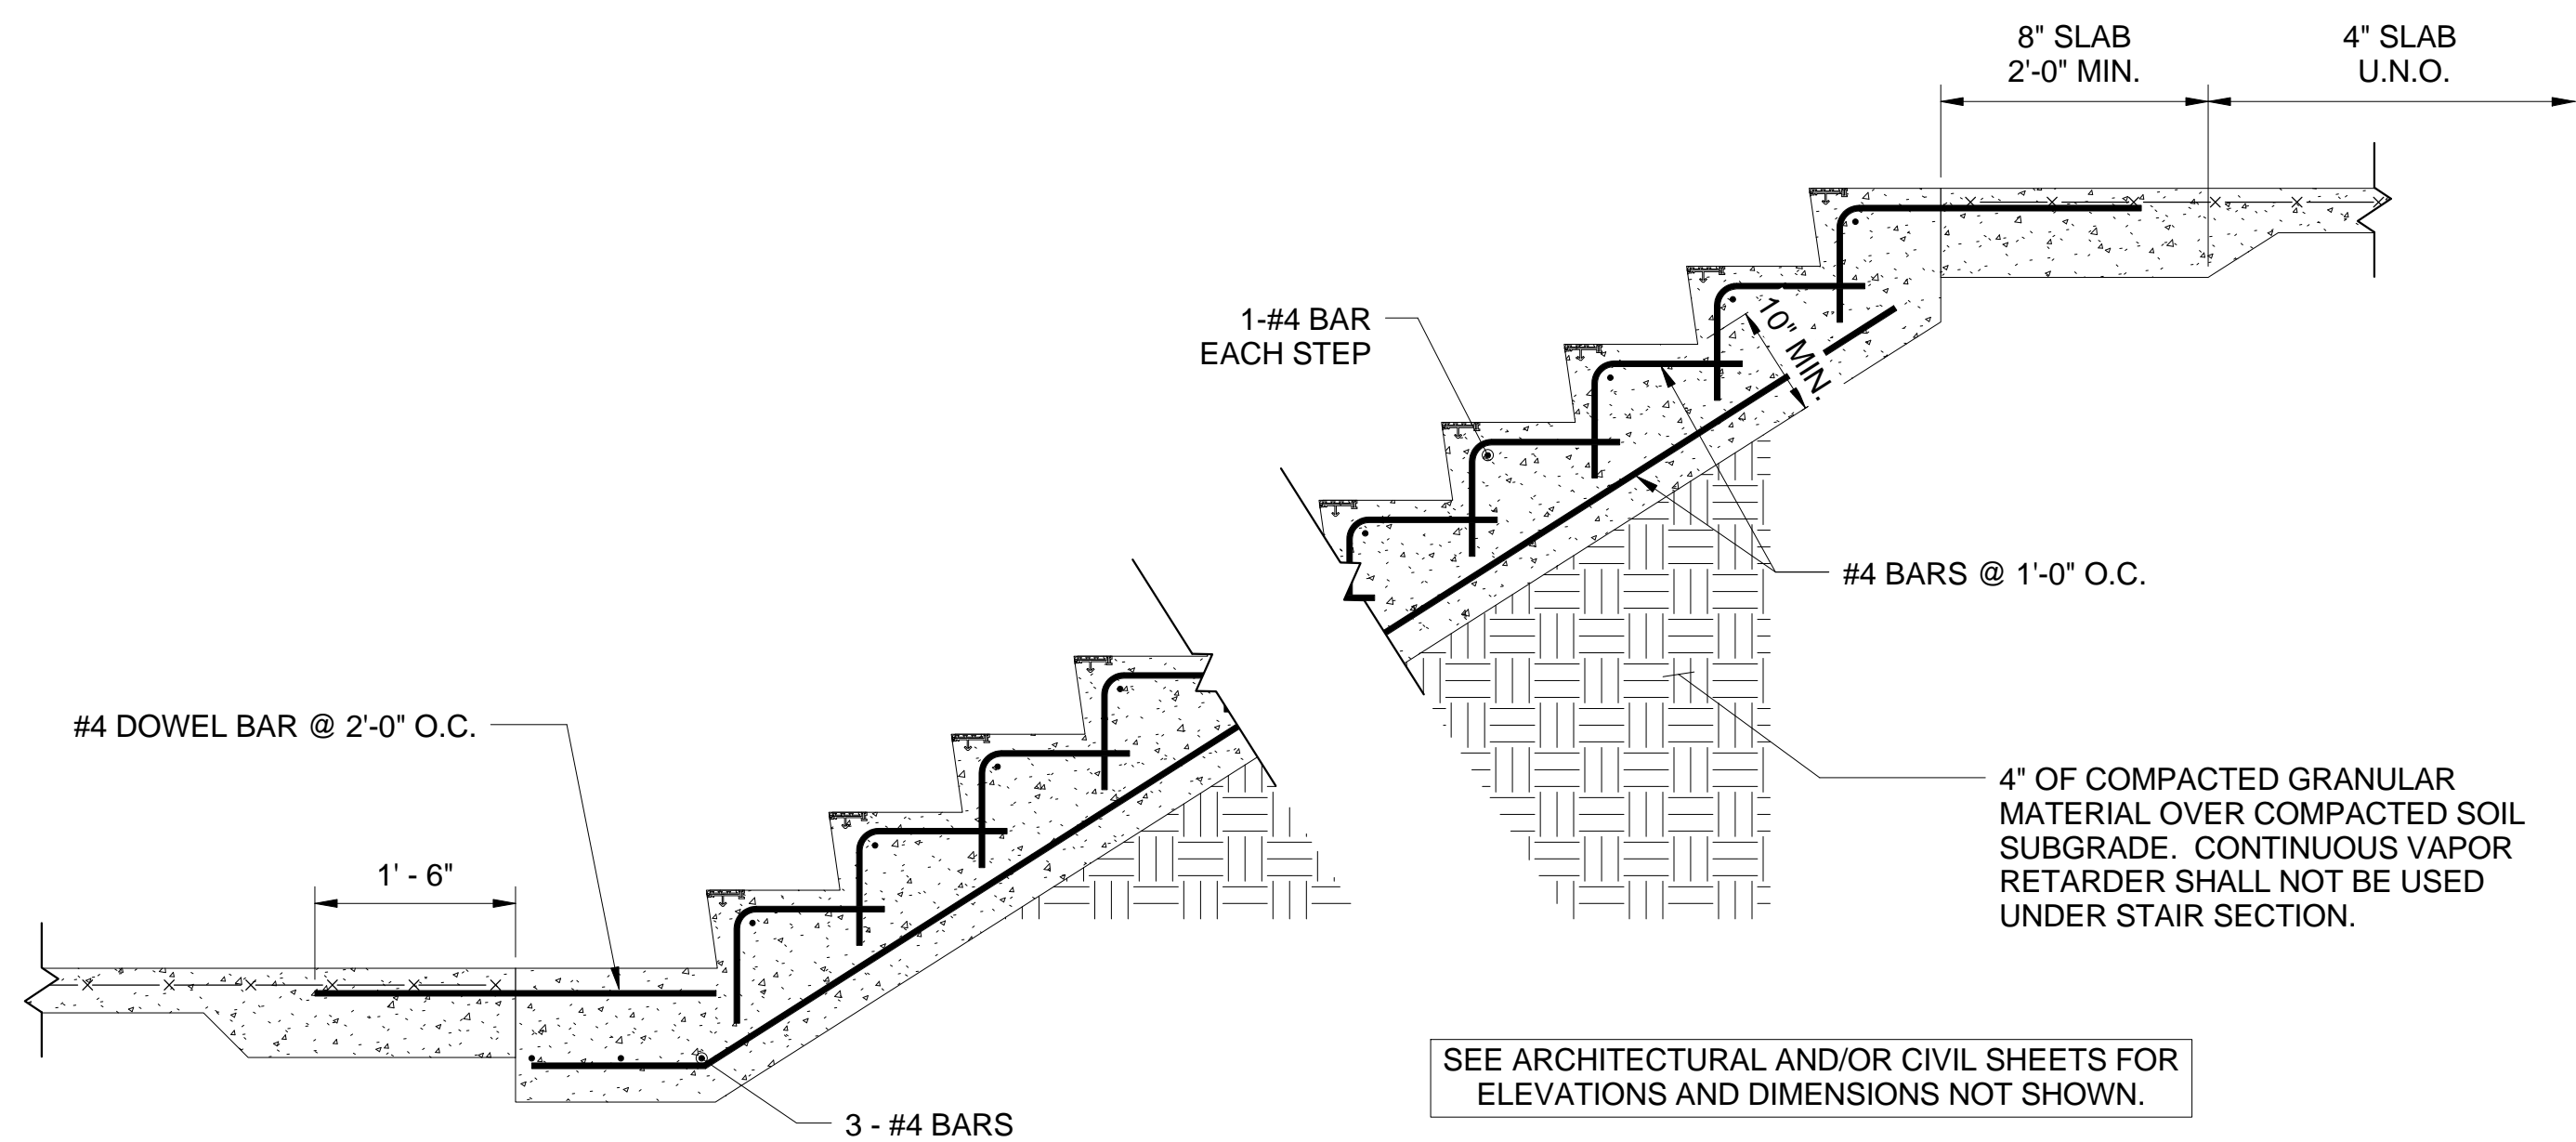 8" SLAB
2'-0" MIN.
4" SLAB
U.N.O.
1-#4 BAR
EACH STEP
10" MIN.
#4 BARS @ 1'-0" O.C.
#4 DOWEL BAR @ 2'-0" O.C.
4" OF COMPACTED GRANULAR
MATERIAL OVER COMPACTED SOIL
SUBGRADE. CONTINUOUS VAPOR
RETARDER SHALL NOT BE USED
UNDER STAIR SECTION.
1' - 6"
SEE ARCHITECTURAL AND/OR CIVIL SHEETS FOR
ELEVATIONS AND DIMENSIONS NOT SHOWN.
3 - #4 BARS